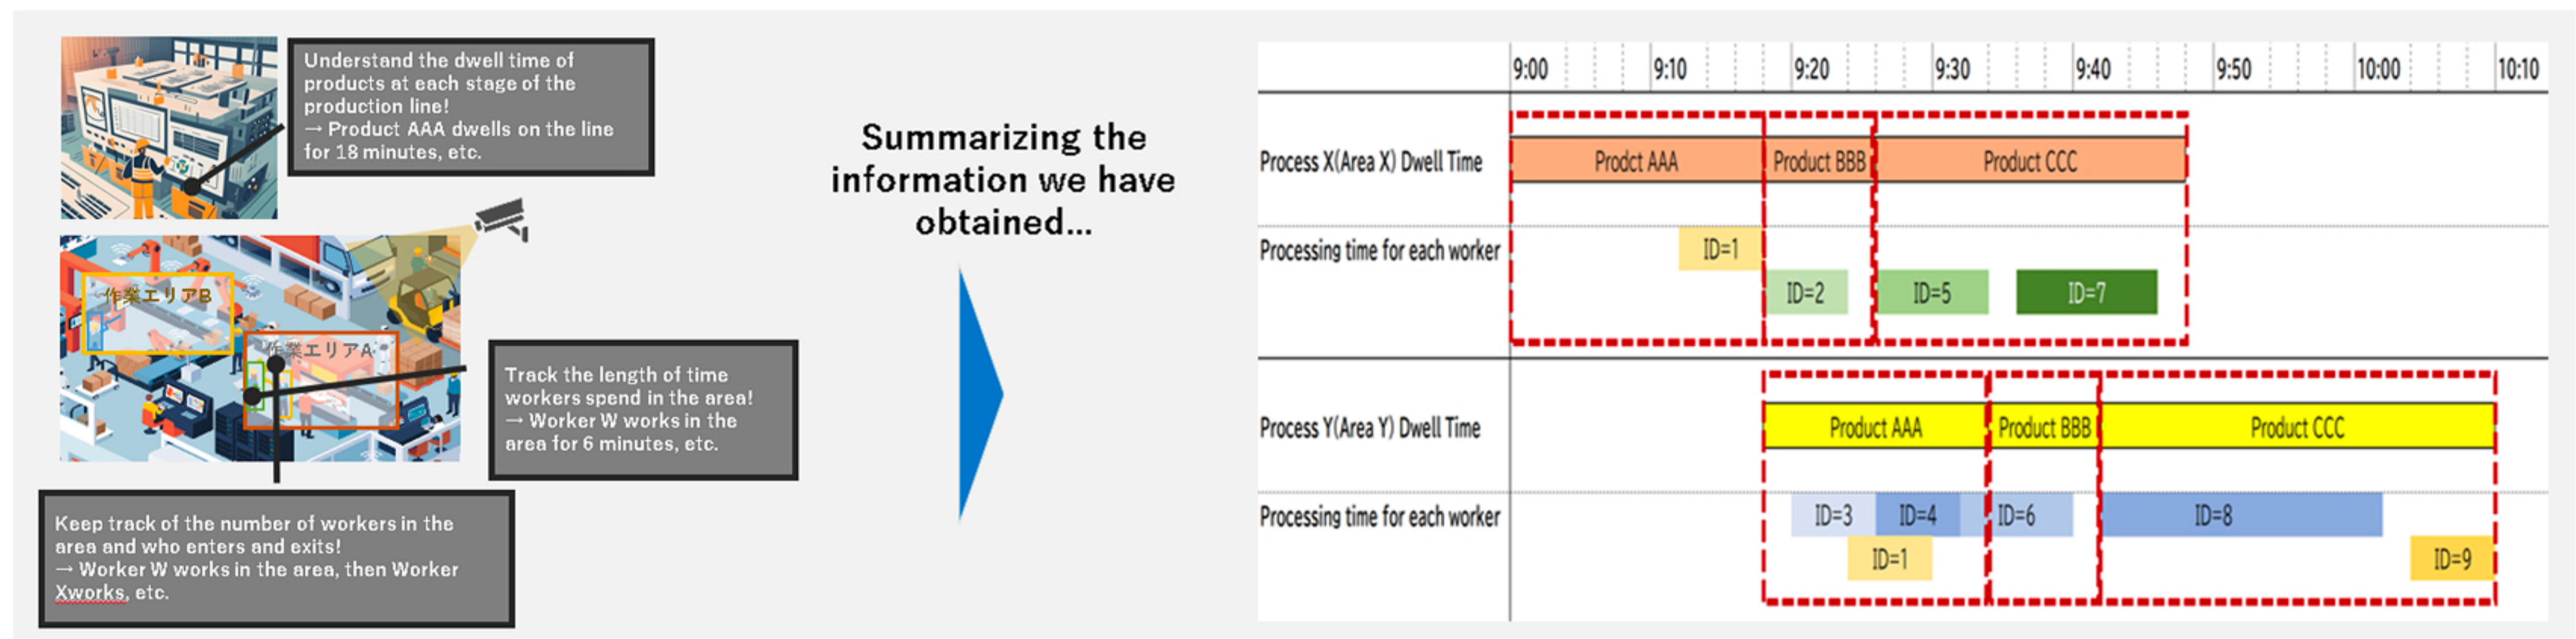 Understand the dwell time of
products at each stage of the
production line!
→ Product AAA dwells on the line
for 18 minutes, etc.
作業エリアB
作業エリアA
Track the length of time
workers spend in the area!
→ Worker W works in the
area for 6 minutes, etc.
Keep track of the number of workers in the
area and who enters and exits!
→ Worker W works in the area, then Worker
Xworks, etc.
Summarizing the
information we have
obtained...
9:00 9:10 9:20 9:30 9:40 9:50 10:00 10:10
Process X(Area X) Dwell Time
Prodct AAA
Product BBB
Product CCC
Processing time for each worker
ID=1
ID=2
ID=5
ID=7
Process Y(Area Y) Dwell Time
Product AAA
Product BBB
Product CCC
Processing time for each worker
ID=3
ID=4
ID=6
ID=8
ID=1
ID=9